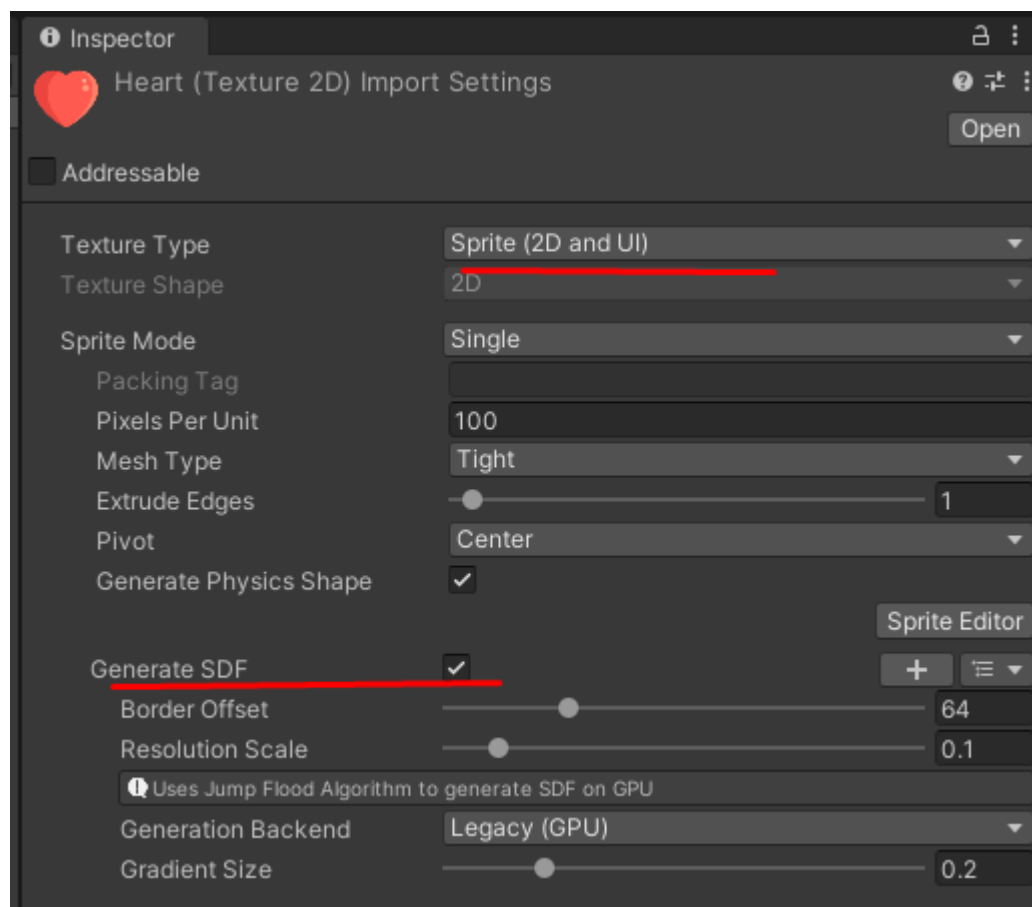 Inspector
Heart (Texture 2D) Import Settings
Open
Addressable
Texture Type Sprite (2D and UI)
Texture Shape 2D
Sprite Mode Single
Packing Tag
Pixels Per Unit 100
Mesh Type Tight
Extrude Edges 1
Pivot Center
Generate Physics Shape
Sprite Editor
Generate SDF
Border Offset 64
Resolution Scale 0.1
Uses Jump Flood Algorithm to generate SDF on GPU
Generation Backend Legacy (GPU)
Gradient Size 0.2